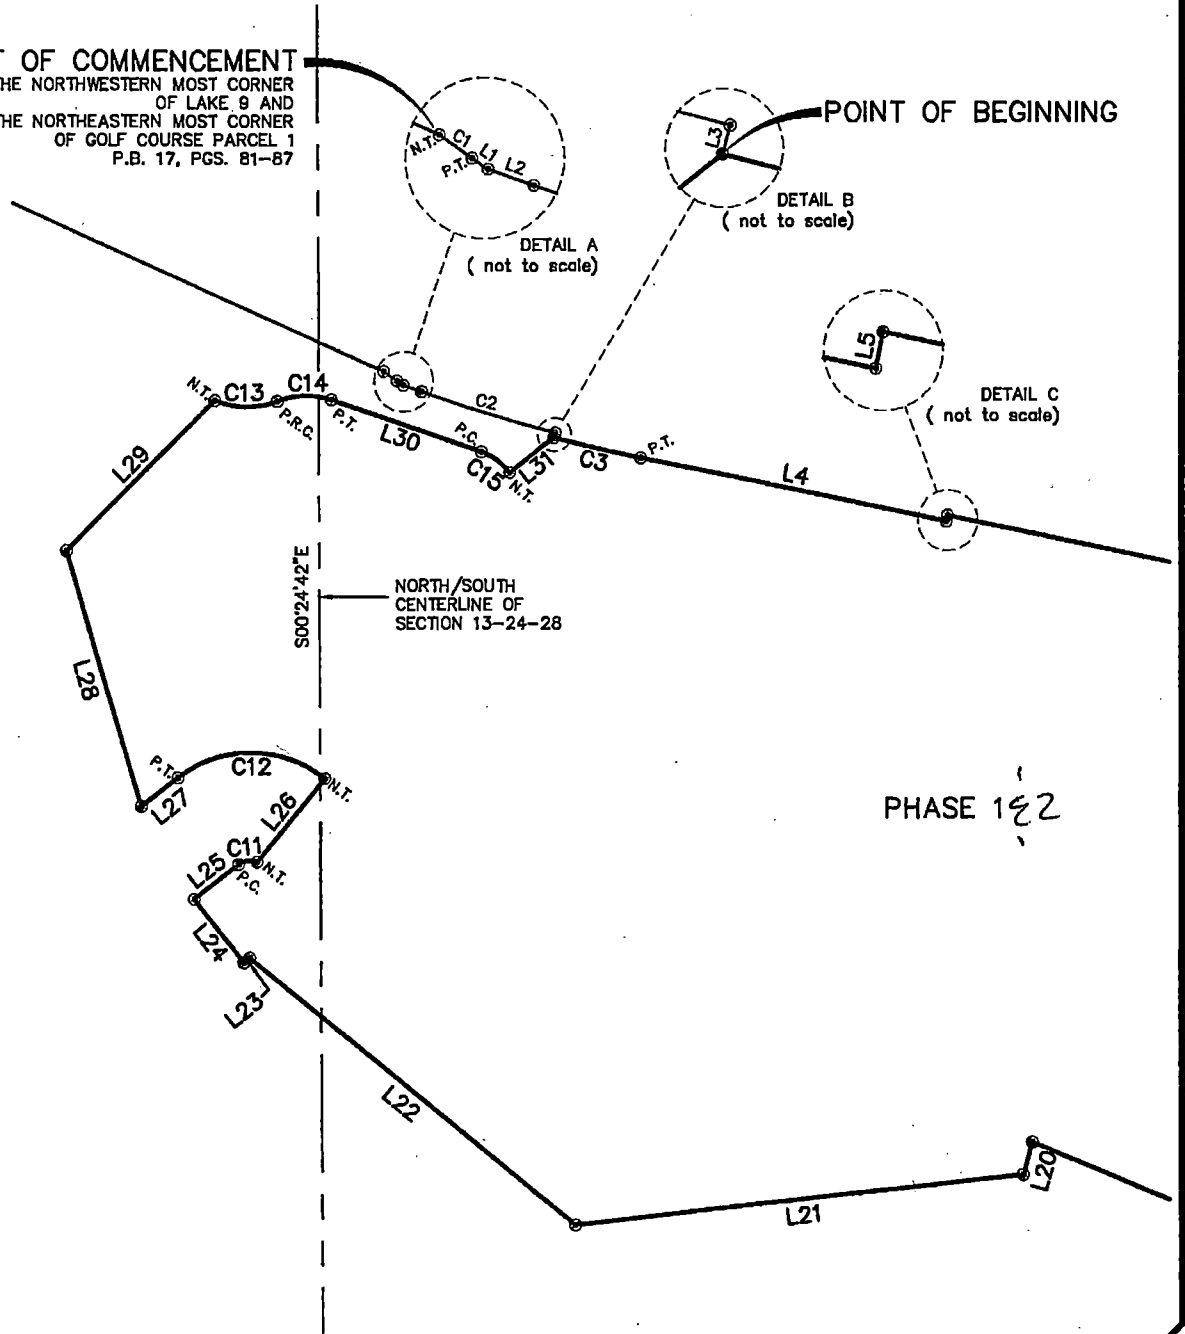 T OF COMMENCEMENT
THE NORTHWESTERN MOST CORNER
OF LAKE 9 AND
THE NORTHEASTERN MOST CORNER
OF GOLF COURSE PARCEL 1
P.B. 17, PGS. 81-87
N.T.
C1
P.T.
L1
L2
DETAIL A
( not to scale)
L3
POINT OF BEGINNING
DETAIL B
( not to scale)
L5
DETAIL C
( not to scale)
N.T.
C13
P.R.C.
C14
P.T.
L30
C2
P.C.
C15
N.T.
L31
C3
P.T.
L4
L29
S00°24'42"E
NORTH/SOUTH
CENTERLINE OF
SECTION 13-24-28
L28
P.T.
C12
N.T.
L27
L26
PHASE 1&2
C11
N.T.
P.C.
L25
L24
L23
L22
L20
L21